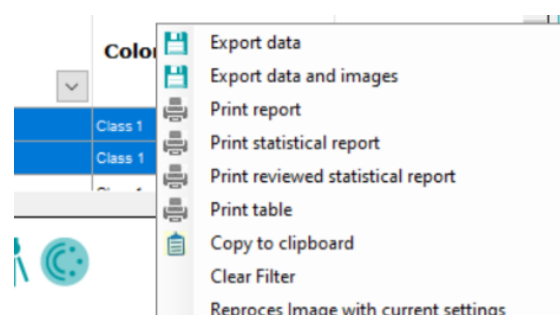 Export data
Colo
Export data and images
Print report
Class 1
Print statistical report
Class 1
Print reviewed statistical report
Print table
Copy to clipboard
Clear Filter
Reproces Image with current settings